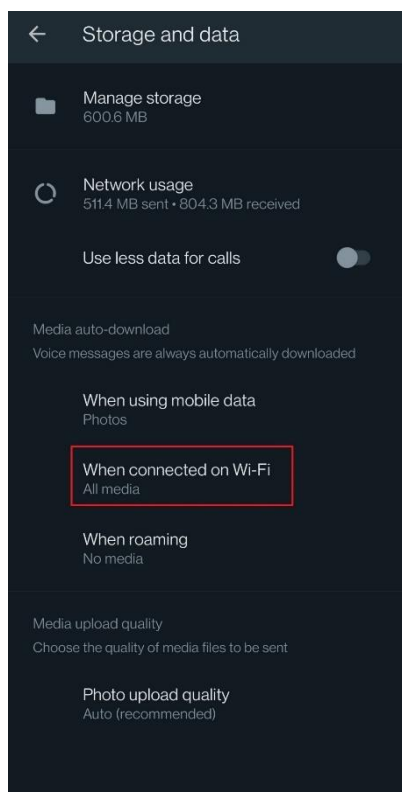 Storage and data
Manage storage
600.6 MB
Network usage
511.4 MB sent • 804.3 MB received
Use less data for calls
Media auto-download
Voice messages are always automatically downloaded
When using mobile data
Photos
When connected on Wi-Fi
All media
When roaming
No media
Media upload quality
Choose the quality of media files to be sent
Photo upload quality
Auto (recommended)